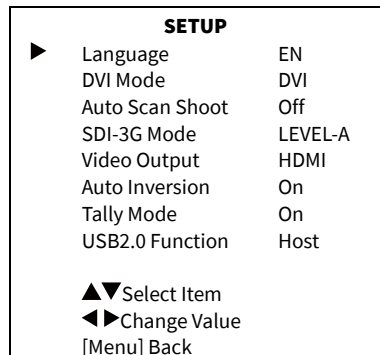 SETUP
▶ Language EN
DVI Mode DVI
Auto Scan Shoot Off
SDI-3G Mode LEVEL-A
Video Output HDMI
Auto Inversion On
Tally Mode On
USB2.0 Function Host
▲▼Select Item
◀▶Change Value
[Menu] Back